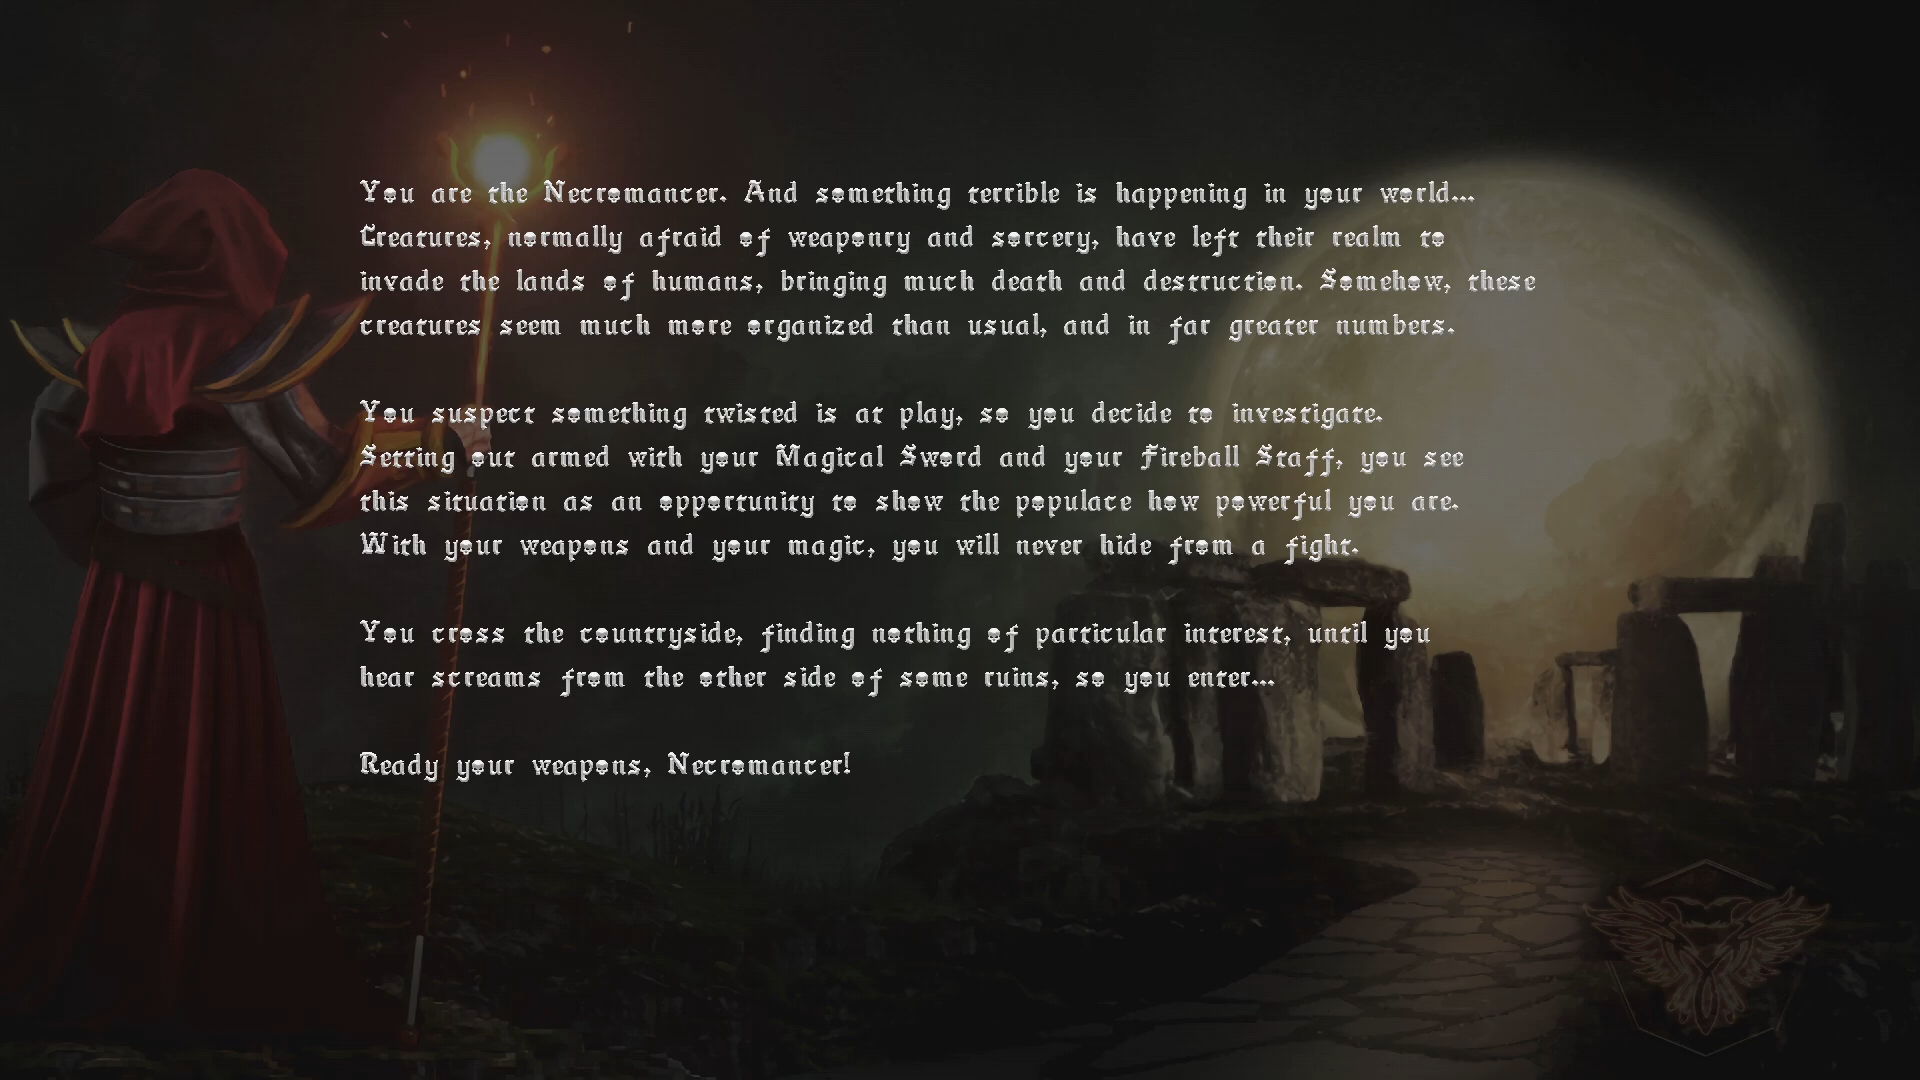 You are the Necromancer. And something terrible is happening in your world...
Creatures, normally afraid of weaponry and sorcery, have left their realm to
invade the lands of humans, bringing much death and destruction. Somehow, these
creatures seem much more organized than usual, and in far greater numbers.
You suspect something twisted is at play, so you decide to investigate.
Setting out armed with your Magical Sword and your Fireball Staff, you see
this situation as an opportunity to show the populace how powerful you are.
With your weapons and your magic, you will never hide from a fight.
You cross the countryside, finding nothing of particular interest, until you
hear screams from the other side of some ruins, so you enter...
Ready your weapons, Necromancer!